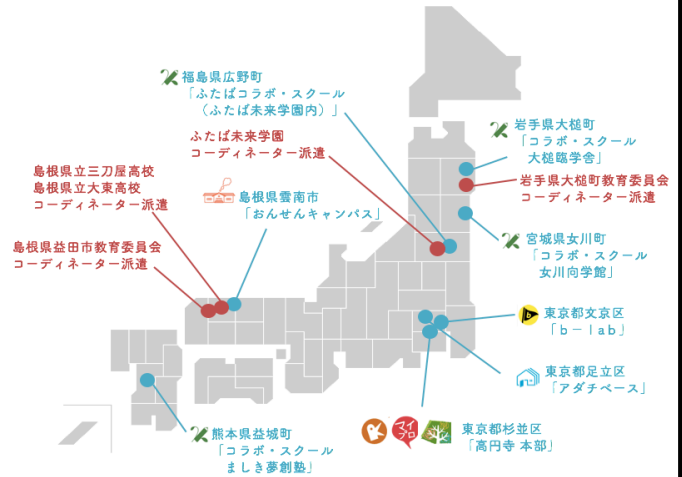 福島県広野町
「ふたばコラボ・スクール
（ふたば未来学園内）」
ふたば未来学園
コーディネーター派遣
島根県立三刀屋高校
島根県立大東高校
コーディネーター派遣
島根県雲南市
「おんせんキャンパス」
島根県益田市教育委員会
コーディネーター派遣
岩手県大槌町
「コラボ・スクール
大槌臨学舎」
岩手県大槌町教育委員会
コーディネーター派遣
宮城県女川町
「コラボ・スクール
女川向学館」
b
東京都文京区
「ｂ－ｌａｂ」
東京都足立区
「アダチベース」
マイ
プロ
東京都杉並区
「高円寺 本部」
熊本県益城町
「コラボ・スクール
ましき夢創塾」